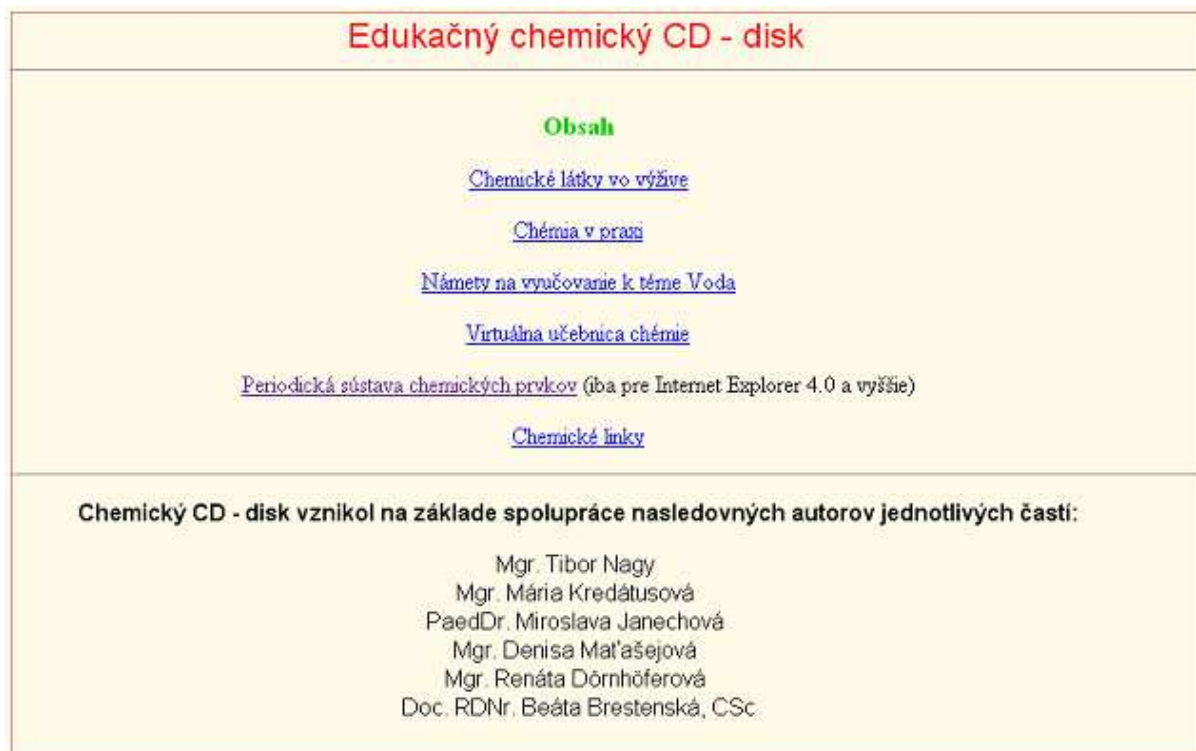 Edukačný chemický CD - disk
Obsah
Chemické látky vo výžive
Chémia v praxi
Námety na vyučovanie k téme Voda
Virtuálna učebnica chémie
Periodická sústava chemických prvkov (iba pre Internet Explorer 4.0 a vyššie)
Chemické linky
Chemický CD - disk vznikol na základe spolupráce nasledovných autorov jednotlivých častí:
Mgr. Tibor Nagy
Mgr. Mária Kredátusová
PaedDr. Miroslava Janechová
Mgr. Denisa Maťašejová
Mgr. Renáta Dörnhöferová
Doc. RDNr. Beáta Brestenská, CSc